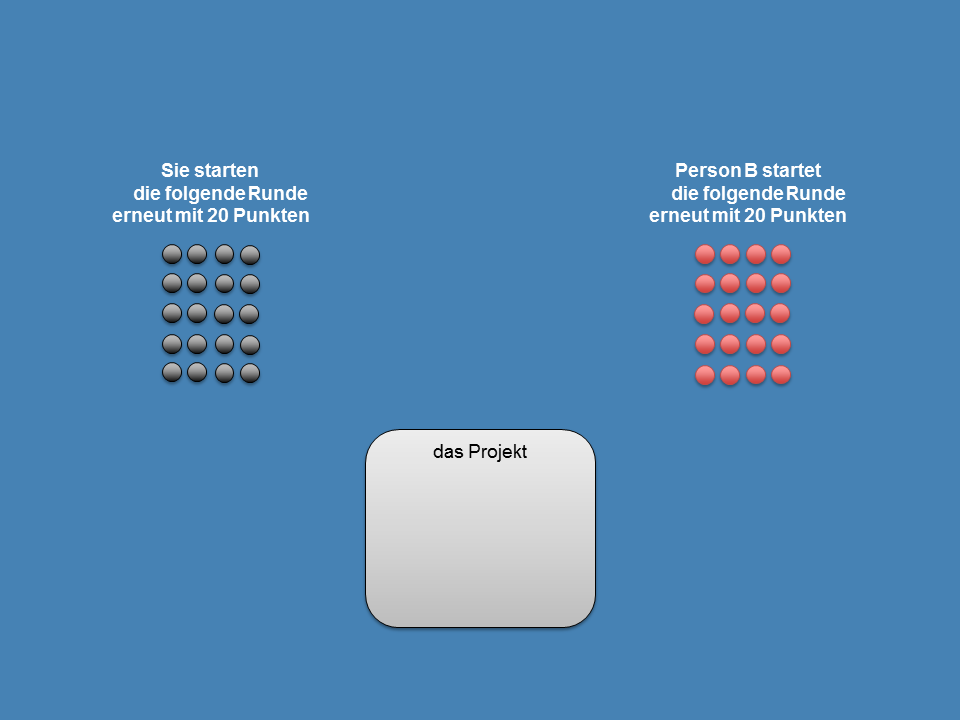 Sie starten
die folgende Runde
erneut mit 20 Punkten
Person B startet
die folgende Runde
erneut mit 20 Punkten
das Projekt